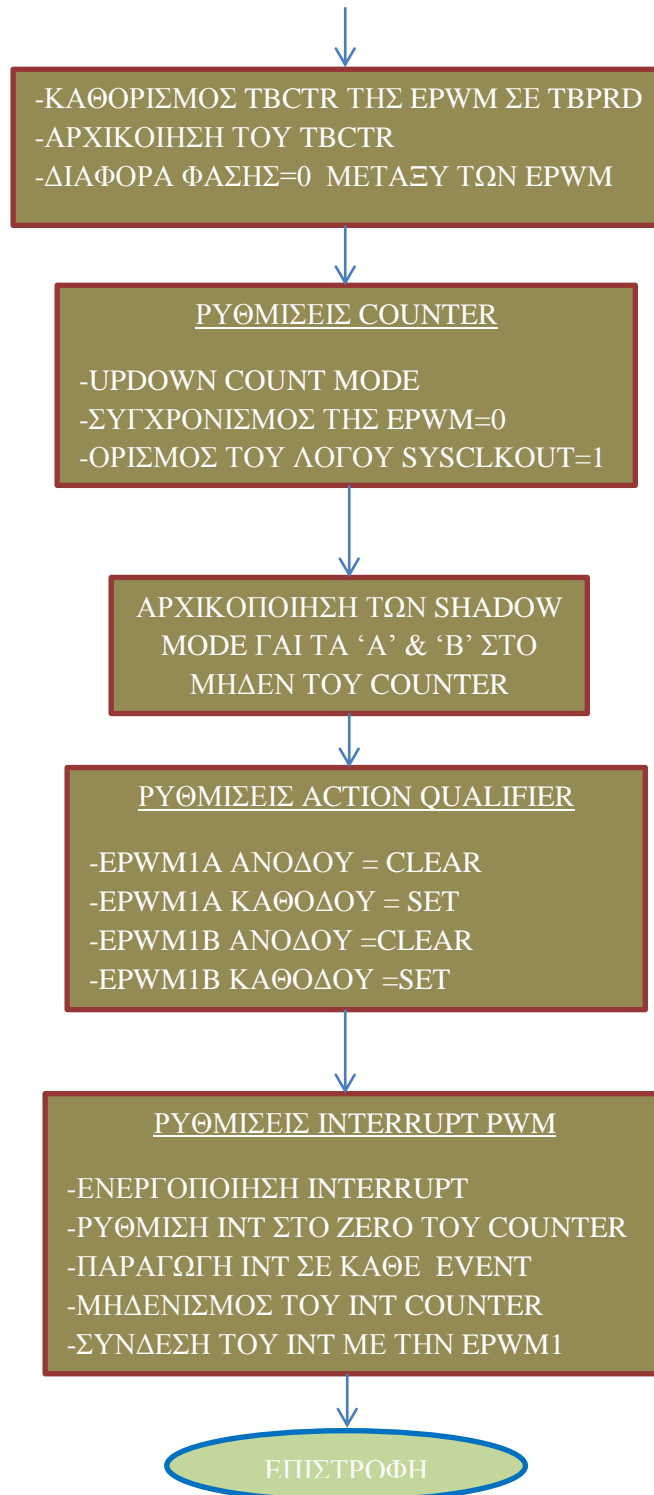 -ΚΑΘΟΡΙΣΜΟΣ TBCTR ΤΗΣ EPWM ΣΕ TBPRD
-ΑΡΧΙΚΟΙΗΣΗ ΤΟΥ TBCTR
-ΔΙΑΦΟΡΑ ΦΑΣΗΣ=0 ΜΕΤΑΞΥ ΤΩΝ EPWM
ΡΥΘΜΙΣΕΙΣ COUNTER
-UPDOWN COUNT MODE
-ΣΥΓΧΡΟΝΙΣΜΟΣ ΤΗΣ EPWM=0
-ΟΡΙΣΜΟΣ ΤΟΥ ΛΟΓΟΥ SYSCLKOUT=1
ΑΡΧΙΚΟΠΟΙΗΣΗ ΤΩΝ SHADOW
MODE ΓΑΙ ΤΑ ‘Α’ & ‘Β’ ΣΤΟ
ΜΗΔΕΝ ΤΟΥ COUNTER
ΡΥΘΜΙΣΕΙΣ ACTION QUALIFIER
-EPWM1A ΑΝΟΔΟΥ = CLEAR
-EPWM1A ΚΑΘΟΔΟΥ = SET
-EPWM1B ΑΝΟΔΟΥ =CLEAR
-EPWM1B ΚΑΘΟΔΟΥ =SET
ΡΥΘΜΙΣΕΙΣ INTERRUPT PWM
-ΕΝΕΡΓΟΠΟΙΗΣΗ INTERRUPT
-ΡΥΘΜΙΣΗ INT ΣΤΟ ZERO ΤΟΥ COUNTER
-ΠΑΡΑΓΩΓΗ INT ΣΕ ΚΑΘΕ EVENT
-ΜΗΔΕΝΙΣΜΟΣ ΤΟΥ INT COUNTER
-ΣΥΝΔΕΣΗ ΤΟΥ INT ΜΕ ΤΗΝ EPWM1
ΕΠΙΣΤΡΟΦΗ